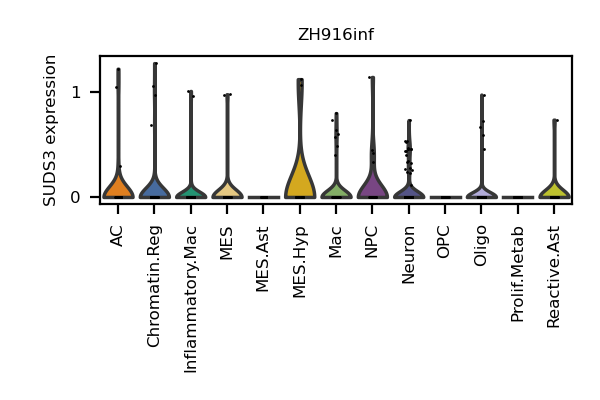 ZH916inf
SUDS3 expression
1
0
AC
Chromatin.Reg
Inflammatory.Mac
MES
MES.Ast
MES.Hyp
Mac
NPC
Neuron
OPC
Oligo
Prolif.Metab
Reactive.Ast